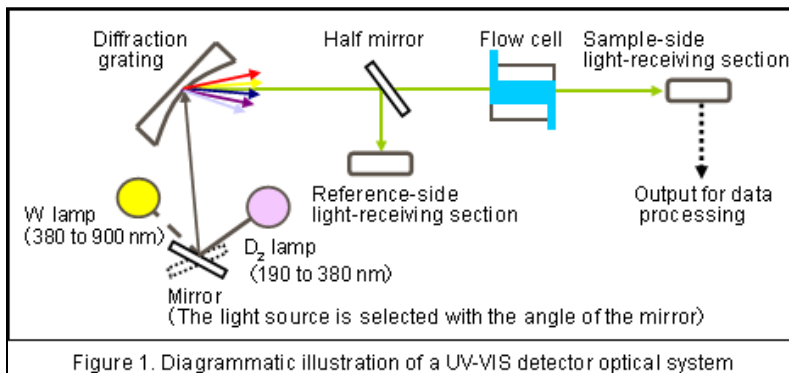 Diffraction
grating
Half mirror
Flow cell
Sample-side
light-receiving section
Reference-side
light-receiving section
Output for data
processing
W lamp
(380 to 900 nm)
D₂ lamp
(190 to 380 nm)
Mirror
(The light source is selected with the angle of the mirror)
Figure 1. Diagrammatic illustration of a UV-VIS detector optical system